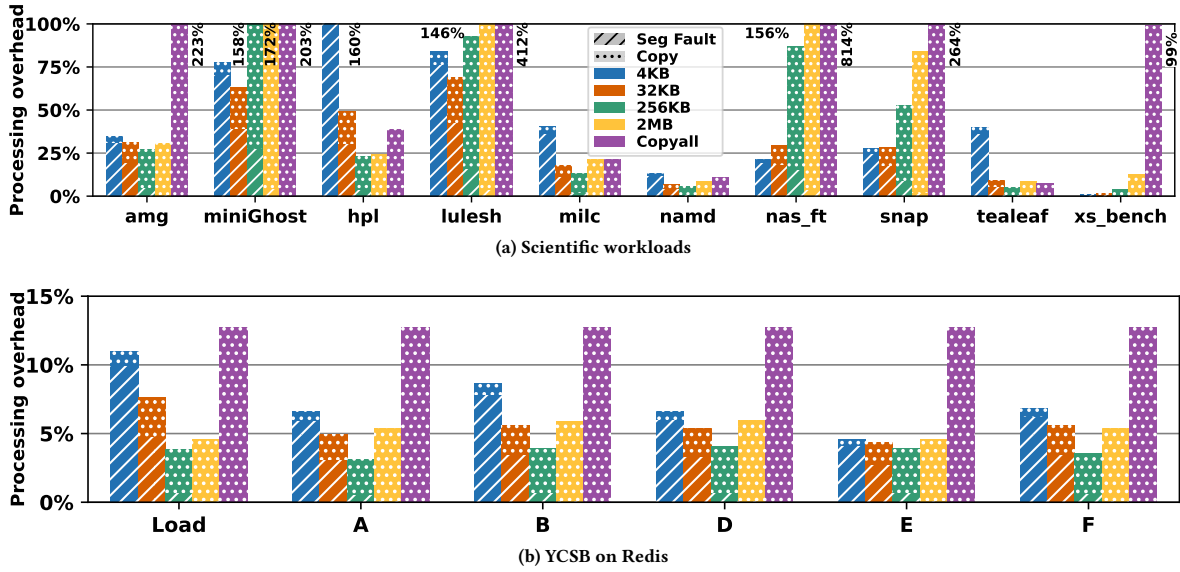 Processing overhead
100%
75%
50%
25%
0%
223%
158%
172%
203%
160%
146%
412%
156%
814%
264%
99%
Seg Fault
Copy
4KB
32KB
256KB
2MB
Copyall
amg miniGhost hpl lulesh milc namd nas_ft snap tealeaf xs_bench
(a) Scientific workloads
Processing overhead
15%
10%
5%
0%
Load A B D E F
(b) YCSB on Redis